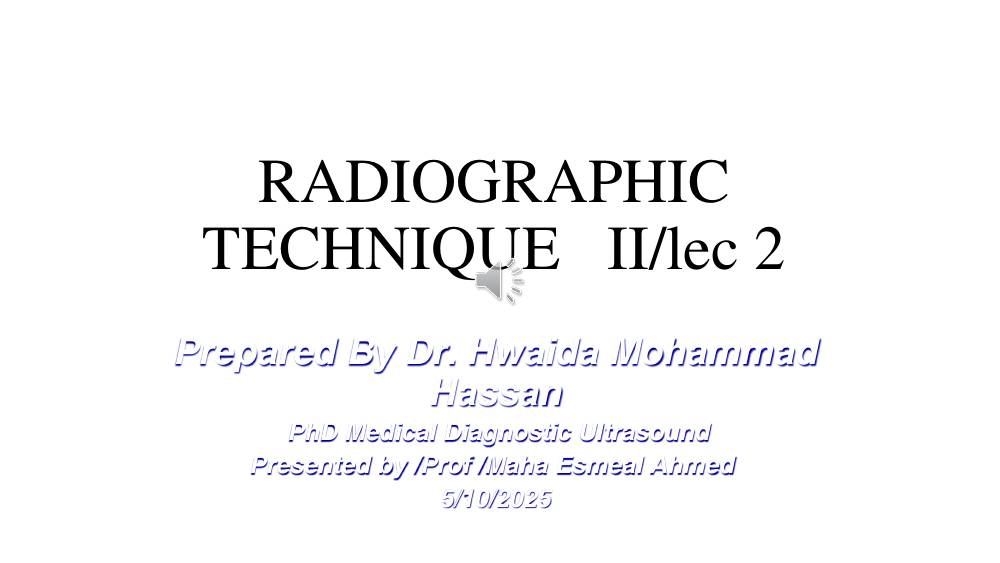 RADIOGRAPHIC
TECHNIQUE II/lec 2
Prepared By Dr. Hwaida Mohammad
Hassan
PhD Medical Diagnostic Ultrasound
Presented by /Prof /Maha Esmeal Ahmed
5/10/2025